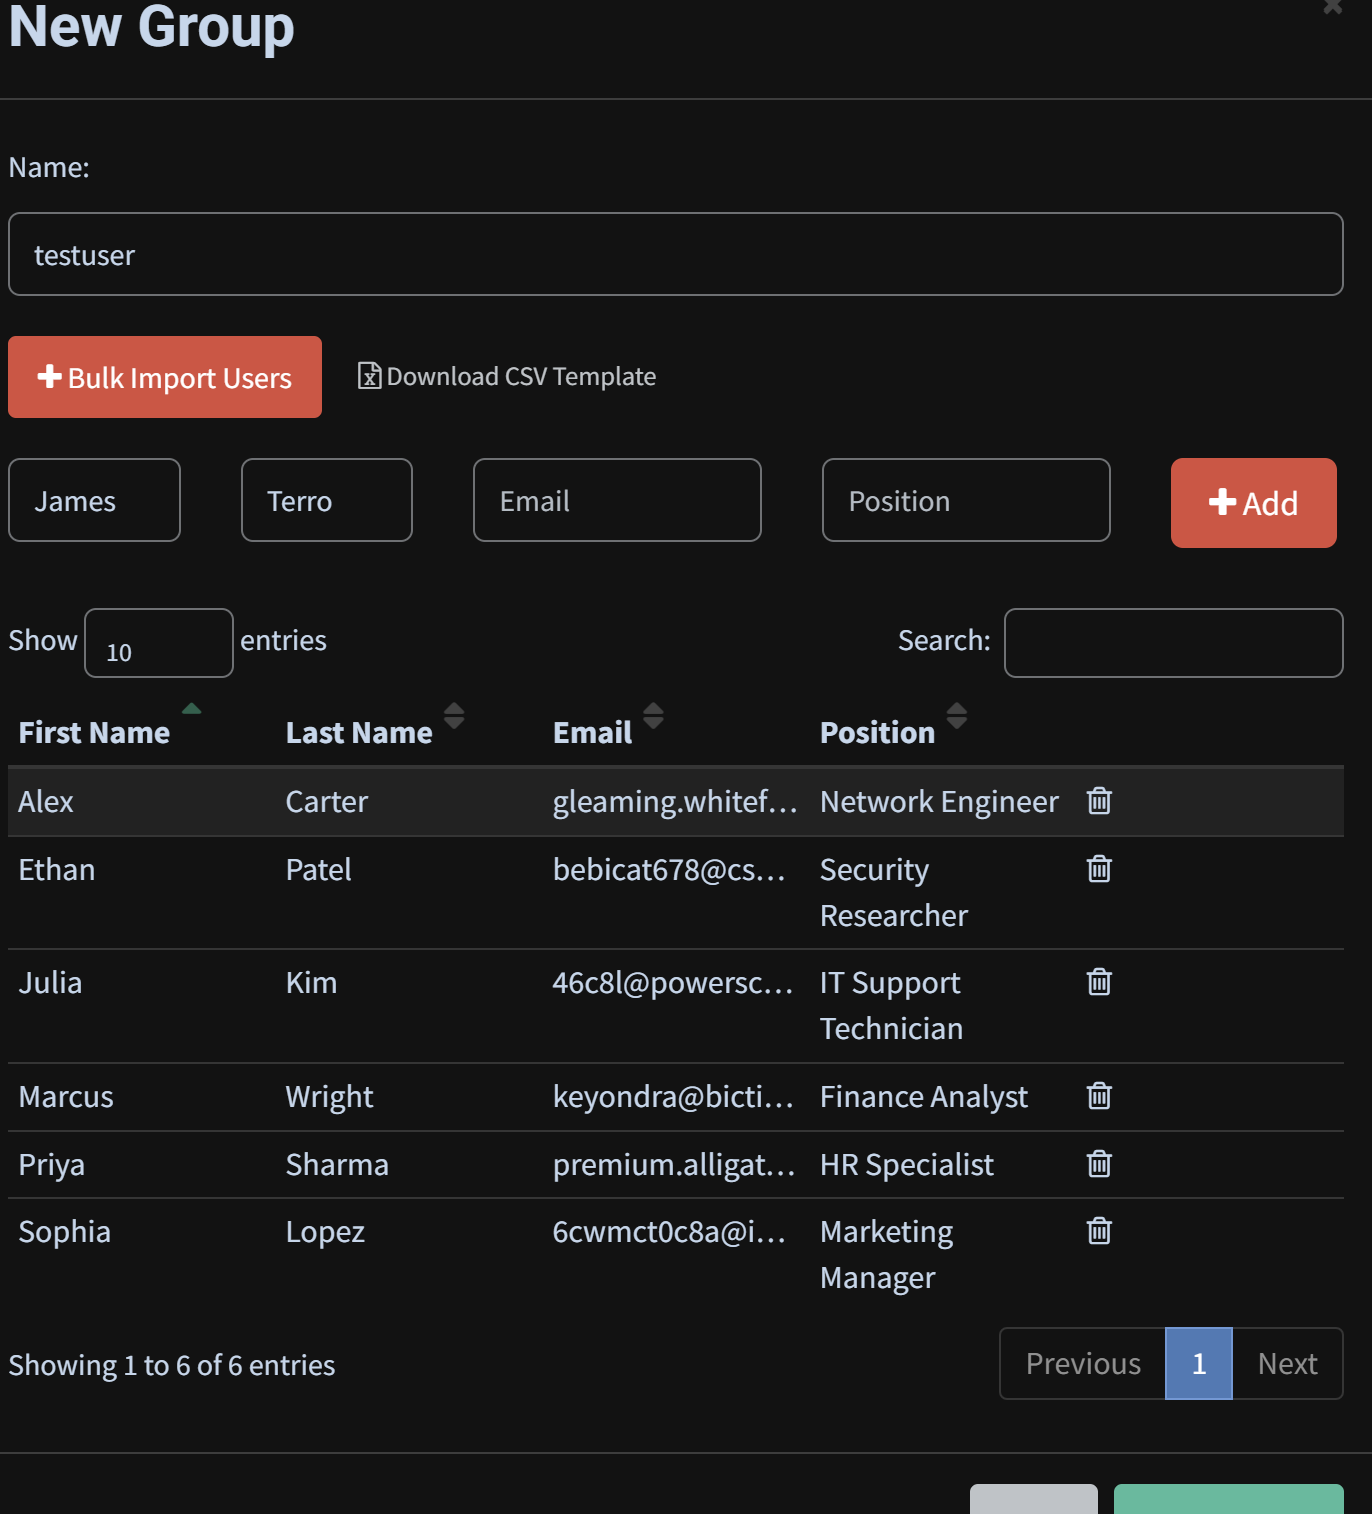 New Group
Name:
testuser
Bulk Import Users
Download CSV Template
James
Terro
Email
Position
Add
Show 10 entries
Search:
First Name Last Name Email Position
Alex Carter gleaming.whitef... Network Engineer
Ethan Patel bebicat678@cs... Security
Researcher
Julia Kim 46c8l@powersc... IT Support
Technician
Marcus Wright keyondra@bicti... Finance Analyst
Priya Sharma premium.alligat... HR Specialist
Sophia Lopez 6cwmct0c8a@i... Marketing
Manager
Showing 1 to 6 of 6 entries
Previous 1 Next